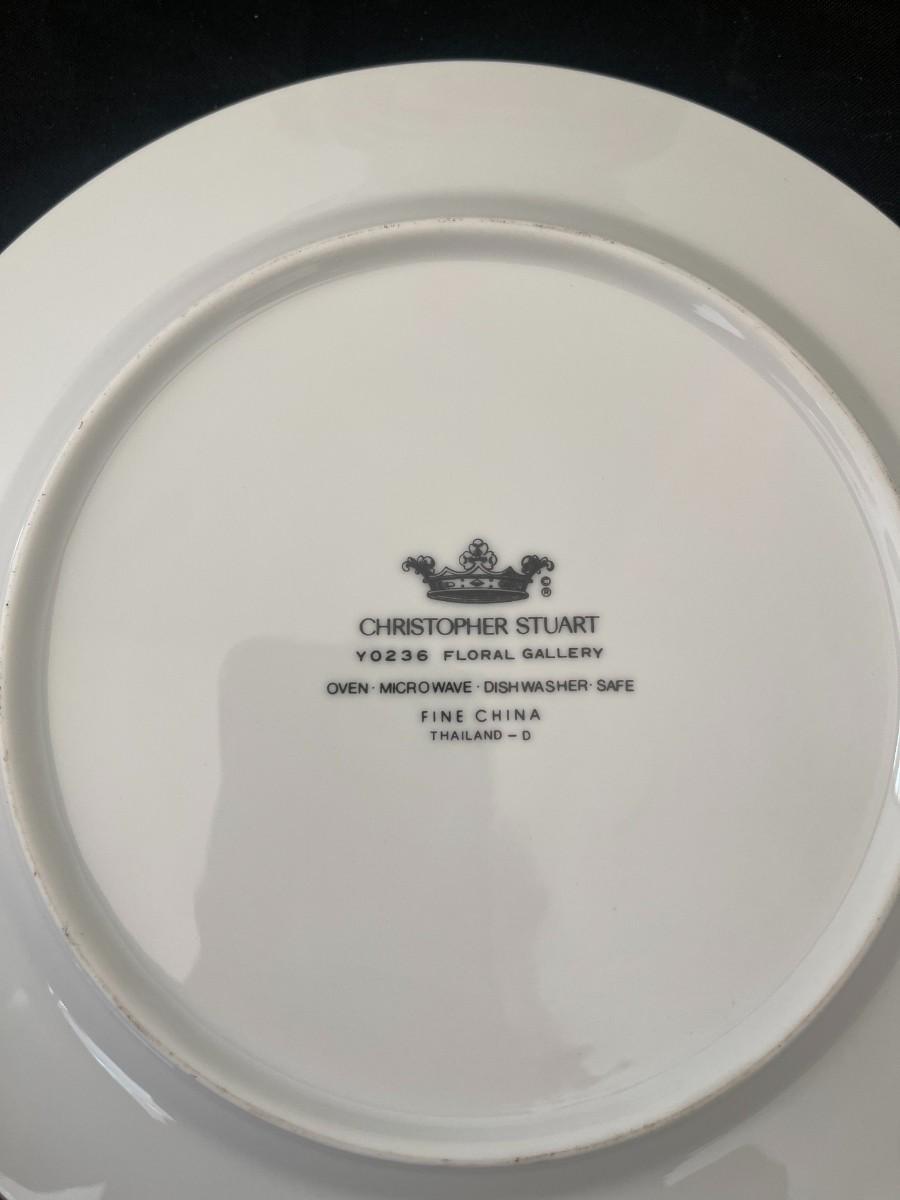 ©
®
CHRISTOPHER STUART
Y0236 FLORAL GALLERY
OVEN · MICROWAVE · DISHWASHER · SAFE
FINE CHINA
THAILAND – D